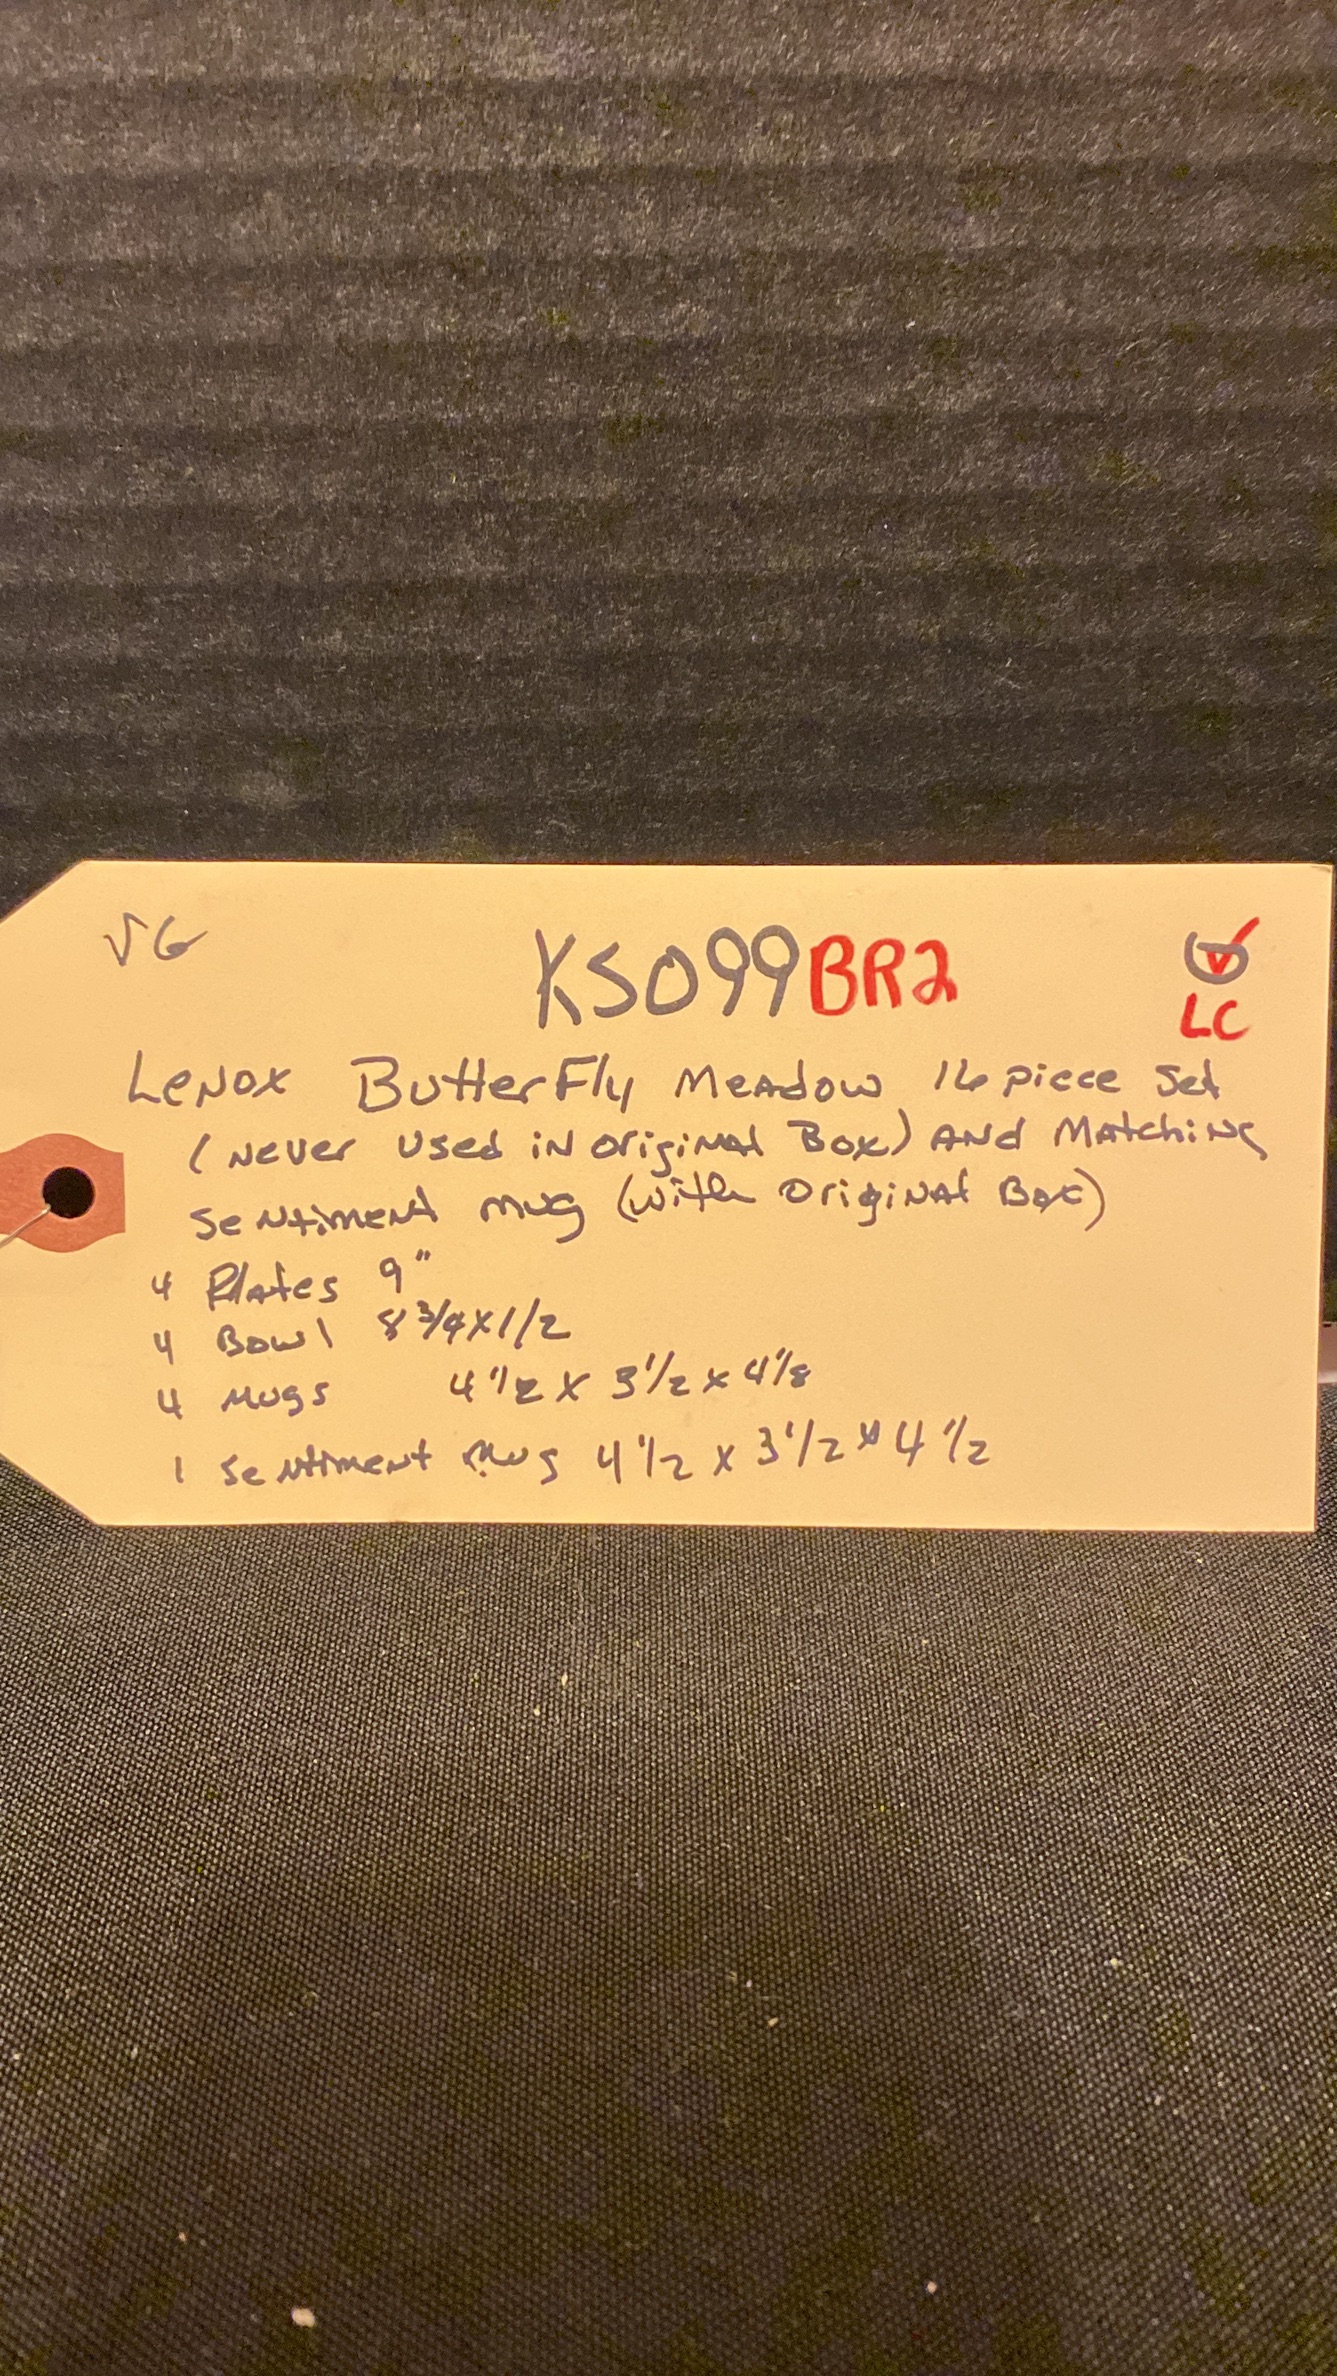 VG KS099BR2
LC
Lenox Butterfly Meadow 16 piece set
(Never used in original Box) AND Matching
Sentiment mug (with Original Box)
4 Plates 9"
4 Bowl 8 3/4 x 1 1/2
4 Mugs 4 1/2 x 3 1/2 x 4 1/8
1 Sentiment Mug 4 1/2 x 3 1/2 x 4 1/2